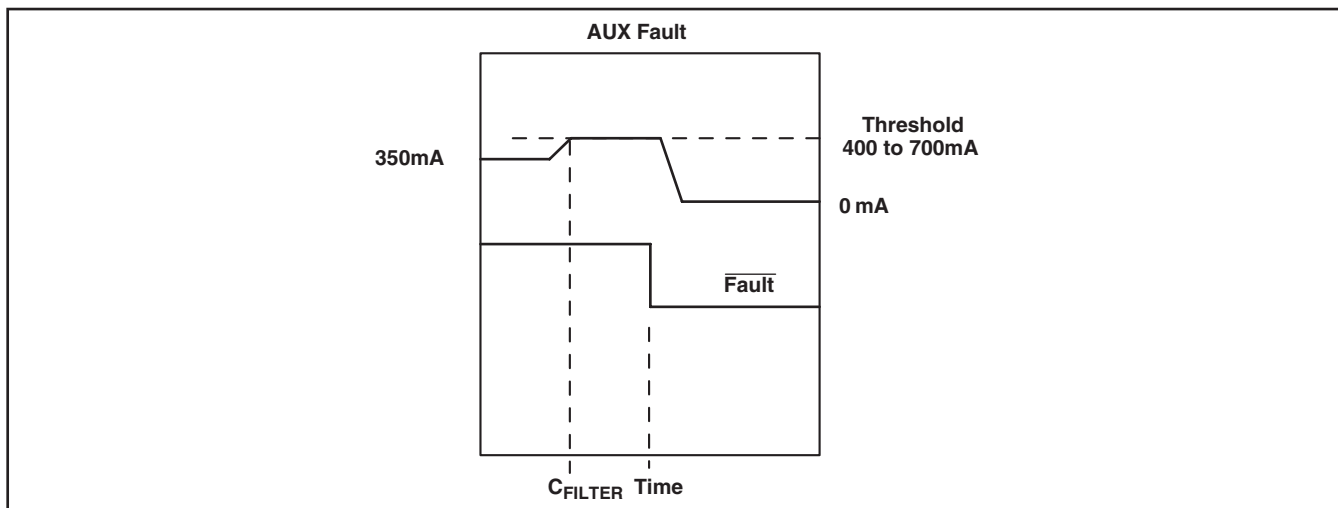 AUX Fault
Threshold
400 to 700mA
350mA
0 mA
Fault
CFILTER Time